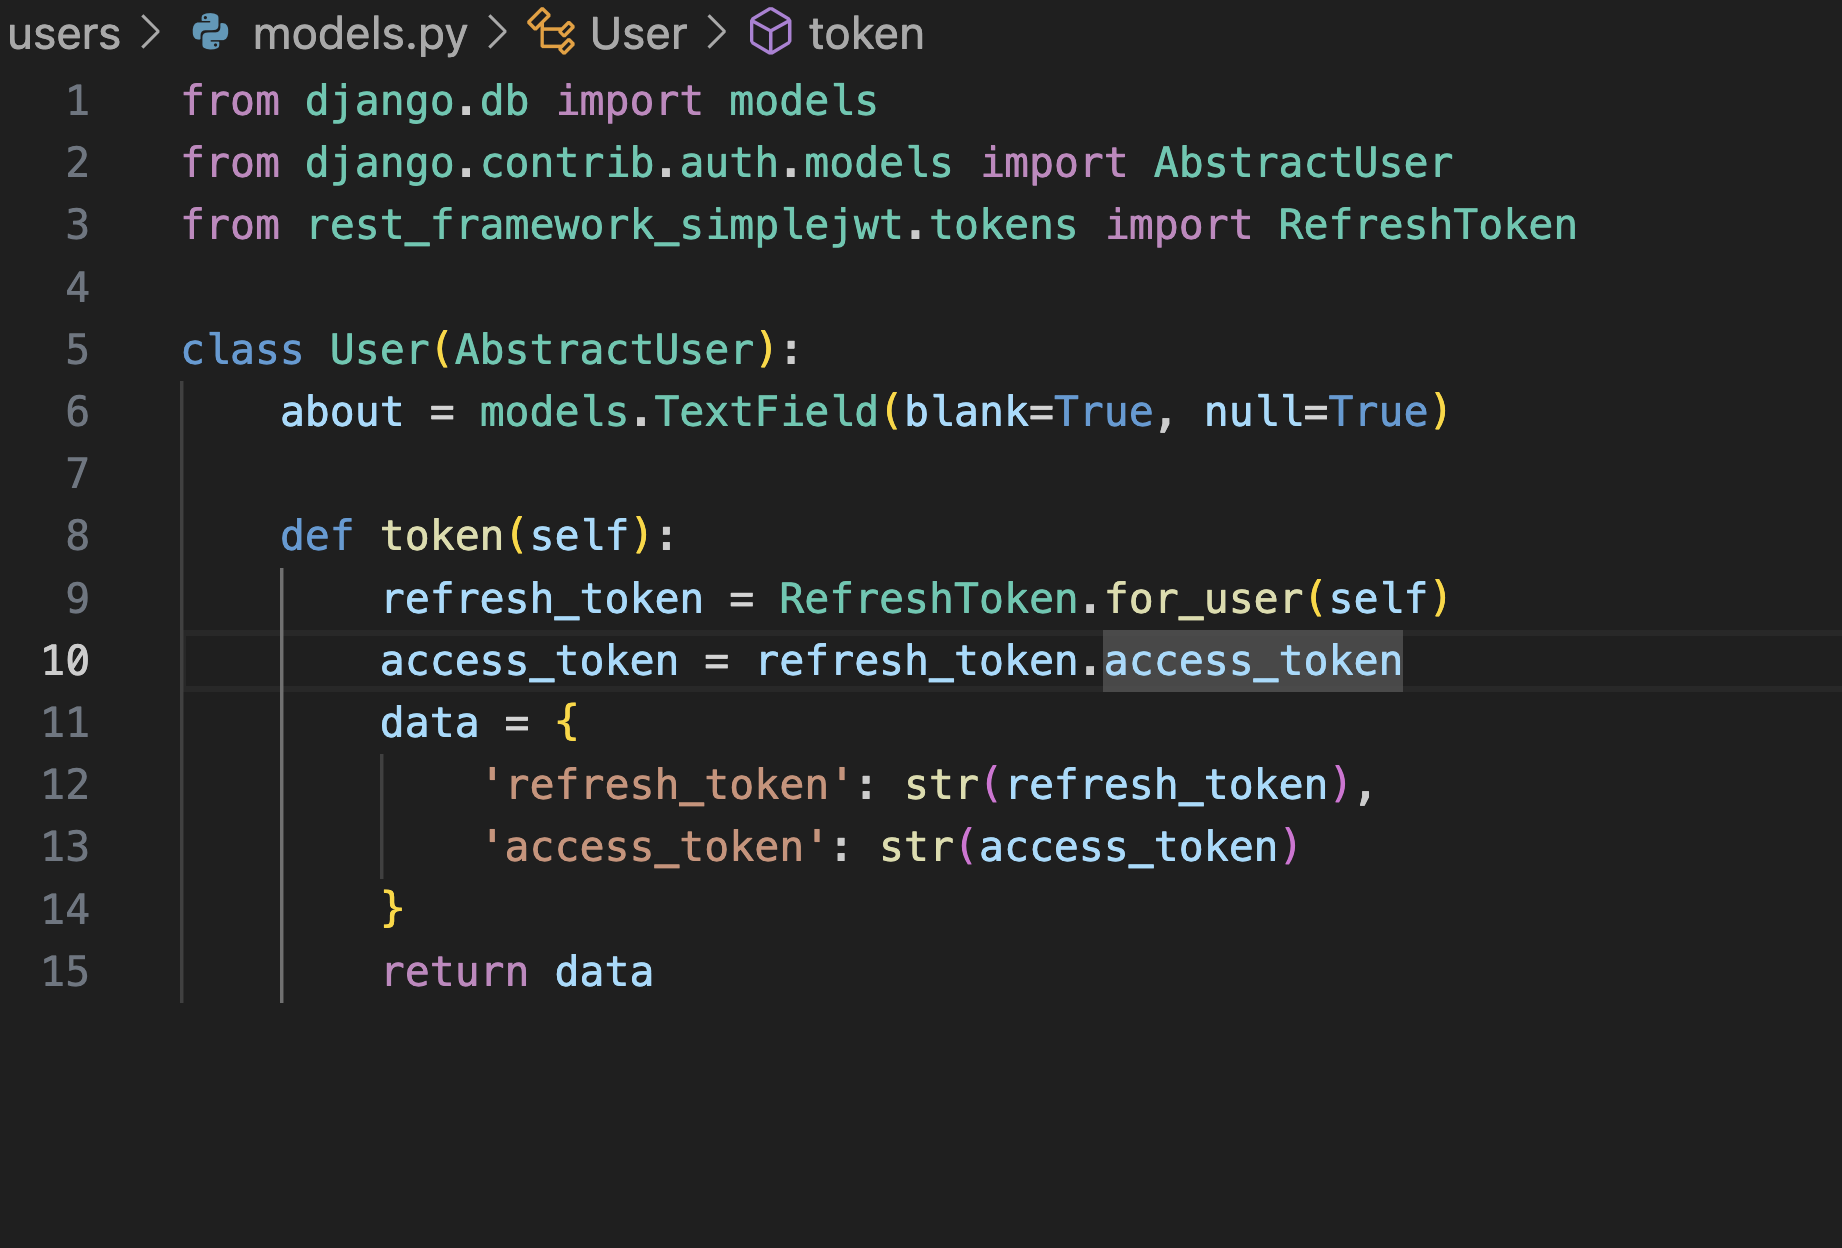 users > models.py > User > token
1 from django.db import models
2 from django.contrib.auth.models import AbstractUser
3 from rest_framework_simplejwt.tokens import RefreshToken
4
5 class User(AbstractUser):
6     about = models.TextField(blank=True, null=True)
7
8     def token(self):
9         refresh_token = RefreshToken.for_user(self)
10         access_token = refresh_token.access_token
11         data = {
12             'refresh_token': str(refresh_token),
13             'access_token': str(access_token)
14         }
15         return data